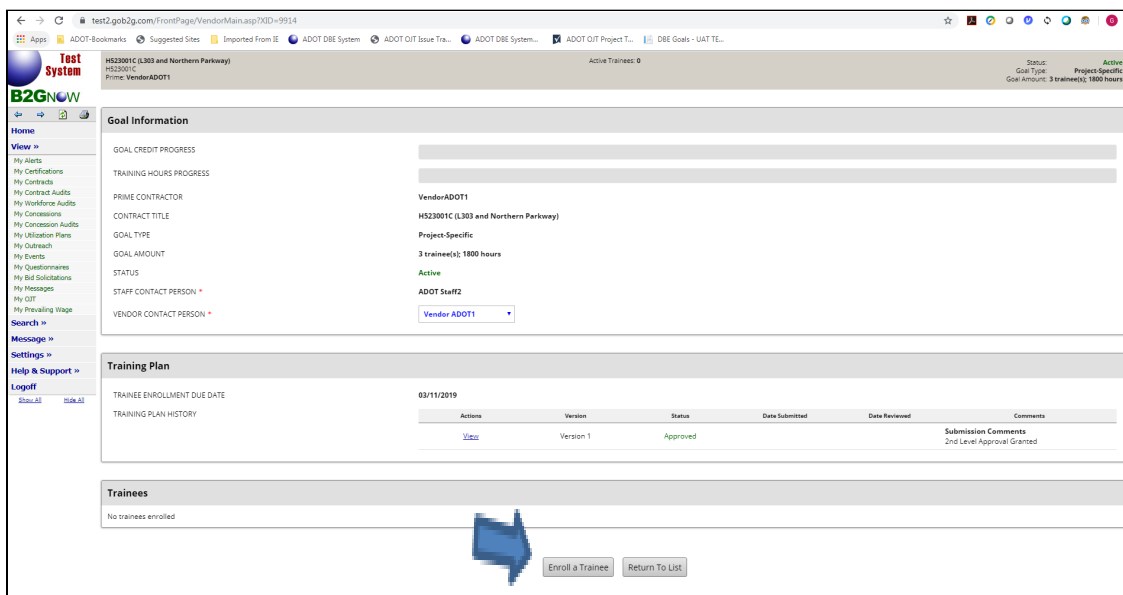 test2.gob2g.com/FrontPage/VendorMain.asp?XID=9914
Apps ADOT-Bookmarks Suggested Sites Imported From IE ADOT DBE System ADOT OJT Issue Tra... ADOT DBE System... ADOT OJT Project T... DBE Goals - UAT TE...
Test
System
B2GNOW
H523001C (L303 and Northern Parkway)
H523001C
Prime: VendorADOT1
Active Trainees: 0
Status: Active
Goal Type: Project-Specific
Goal Amount: 3 trainee(s); 1800 hours
Home
View »
My Alerts
My Certifications
My Contracts
My Contract Audits
My Workforce Audits
My Concessions
My Concession Audits
My Utilization Plans
My Outreach
My Events
My Questionnaires
My Bid Solicitations
My Messages
My OJT
My Prevailing Wage
Search »
Message »
Settings »
Help & Support »
Logoff
Show All Hide All
Goal Information
GOAL CREDIT PROGRESS
TRAINING HOURS PROGRESS
PRIME CONTRACTOR VendorADOT1
CONTRACT TITLE H523001C (L303 and Northern Parkway)
GOAL TYPE Project-Specific
GOAL AMOUNT 3 trainee(s); 1800 hours
STATUS Active
STAFF CONTACT PERSON * ADOT Staff2
VENDOR CONTACT PERSON * Vendor ADOT1
Training Plan
TRAINEE ENROLLMENT DUE DATE 03/11/2019
TRAINING PLAN HISTORY
Actions Version Status Date Submitted Date Reviewed Comments
View Version 1 Approved Submission Comments
2nd Level Approval Granted
Trainees
No trainees enrolled
Enroll a Trainee Return To List